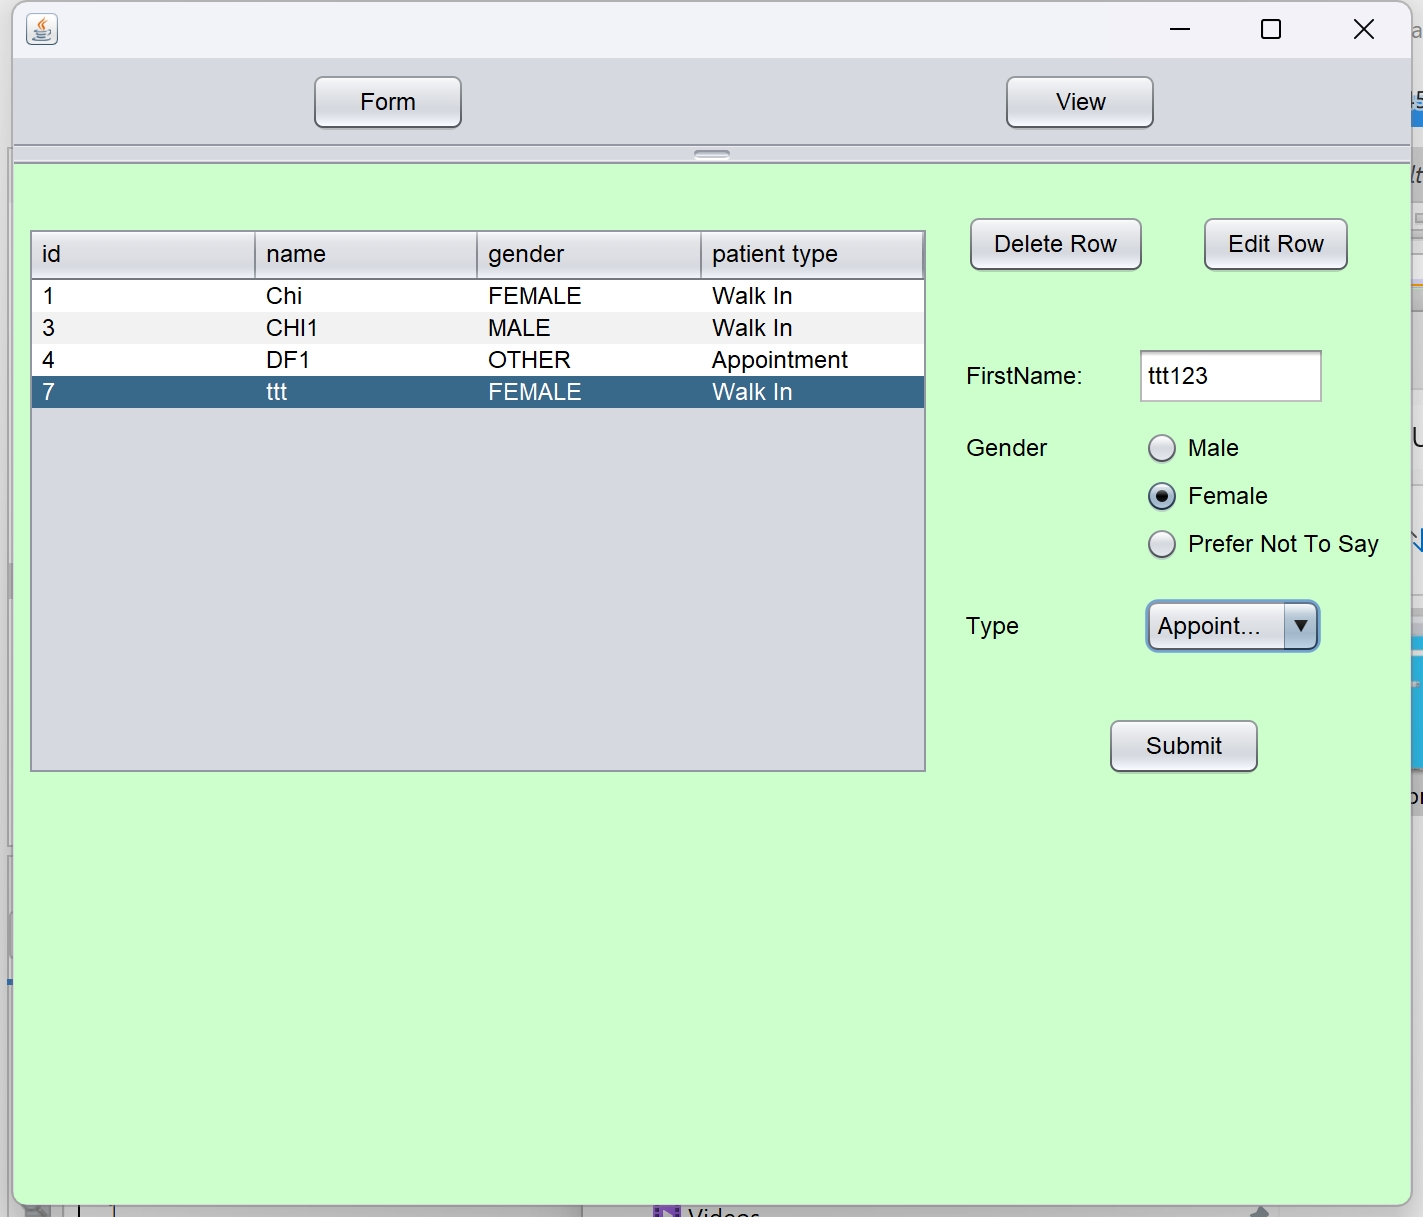 Form
View
id name gender patient type
1 Chi FEMALE Walk In
3 CHI1 MALE Walk In
4 DF1 OTHER Appointment
7 ttt FEMALE Walk In
Delete Row Edit Row
FirstName: ttt123
Gender Male
Female
Prefer Not To Say
Type Appoint...
Submit